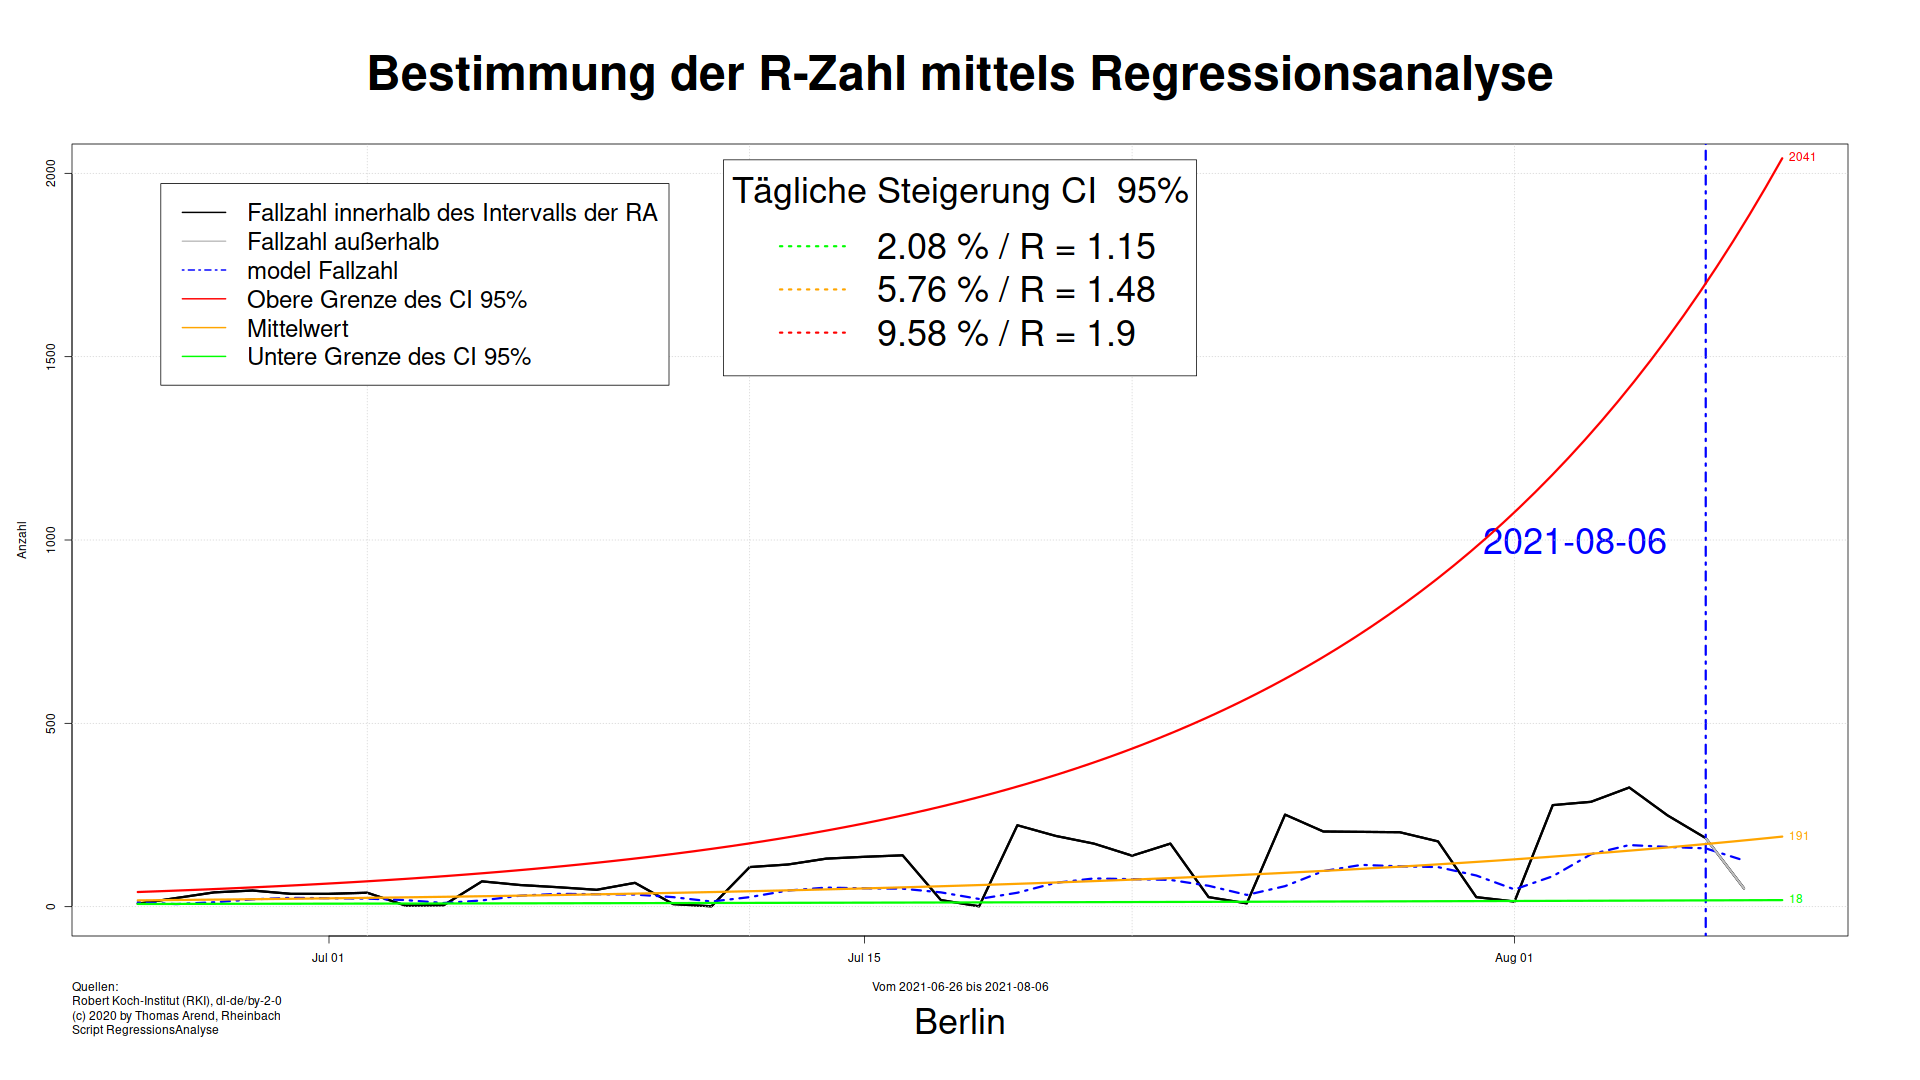 Bestimmung der R-Zahl mittels Regressionsanalyse
Fallzahl innerhalb des Intervalls der RA
Fallzahl außerhalb
model Fallzahl
Obere Grenze des CI 95%
Mittelwert
Untere Grenze des CI 95%
Tägliche Steigerung CI  95%
2.08 % / R = 1.15
5.76 % / R = 1.48
9.58 % / R = 1.9
2041
2021-08-06
191
18
Anzahl
2000
1500
1000
500
0
Jul 01
Jul 15
Aug 01
Quellen:
Robert Koch-Institut (RKI), dl-de/by-2-0
(c) 2020 by Thomas Arend, Rheinbach
Script RegressionsAnalyse
Vom 2021-06-26 bis 2021-08-06
Berlin